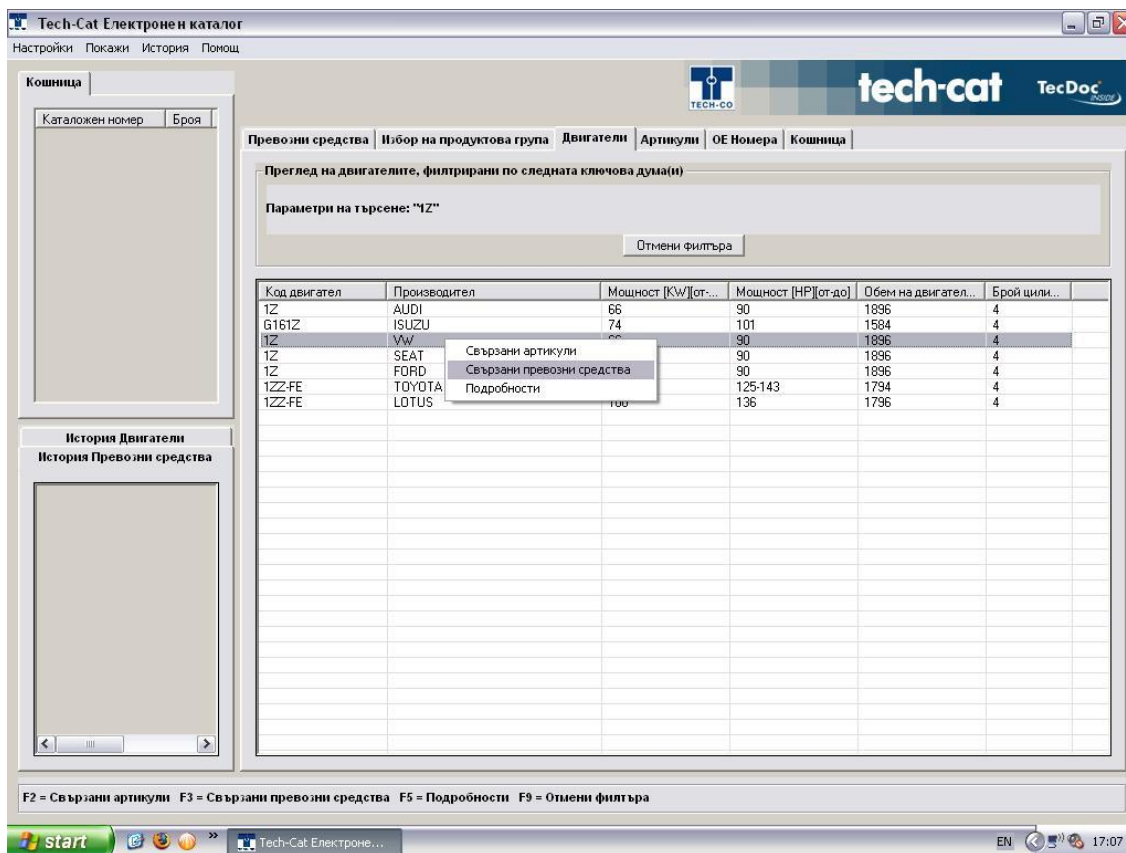 Tech-Cat Електронен каталог
Настройки Покажи История Помощ
Кошница
TECH-CO
tech-cat
TecDoc INSIDE
Каталожен номер Броя
Превозни средства Избор на продуктова група Двигатели Артикули OE Номера Кошница
Преглед на двигателите, филтрирани по следната ключова дума(и)
Параметри на търсене: "1Z"
Отмени филтъра
Код двигател Производител Мощност [KW][от-... Мощност [HP][от-до] Обем на двигател... Брой цили...
1Z AUDI 66 90 1896 4
G161Z ISUZU 74 101 1584 4
1Z VW 90 1896 4
1Z SEAT 90 1896 4
1Z FORD 90 1896 4
1ZZ-FE TOYOTA 125-143 1794 4
1ZZ-FE LOTUS 136 1796 4
Свързани артикули
Свързани превозни средства
Подробности
История Двигатели
История Превозни средства
F2 = Свързани артикули F3 = Свързани превозни средства F5 = Подробности F9 = Отмени филтъра
start » Tech-Cat Електроне... EN 17:07